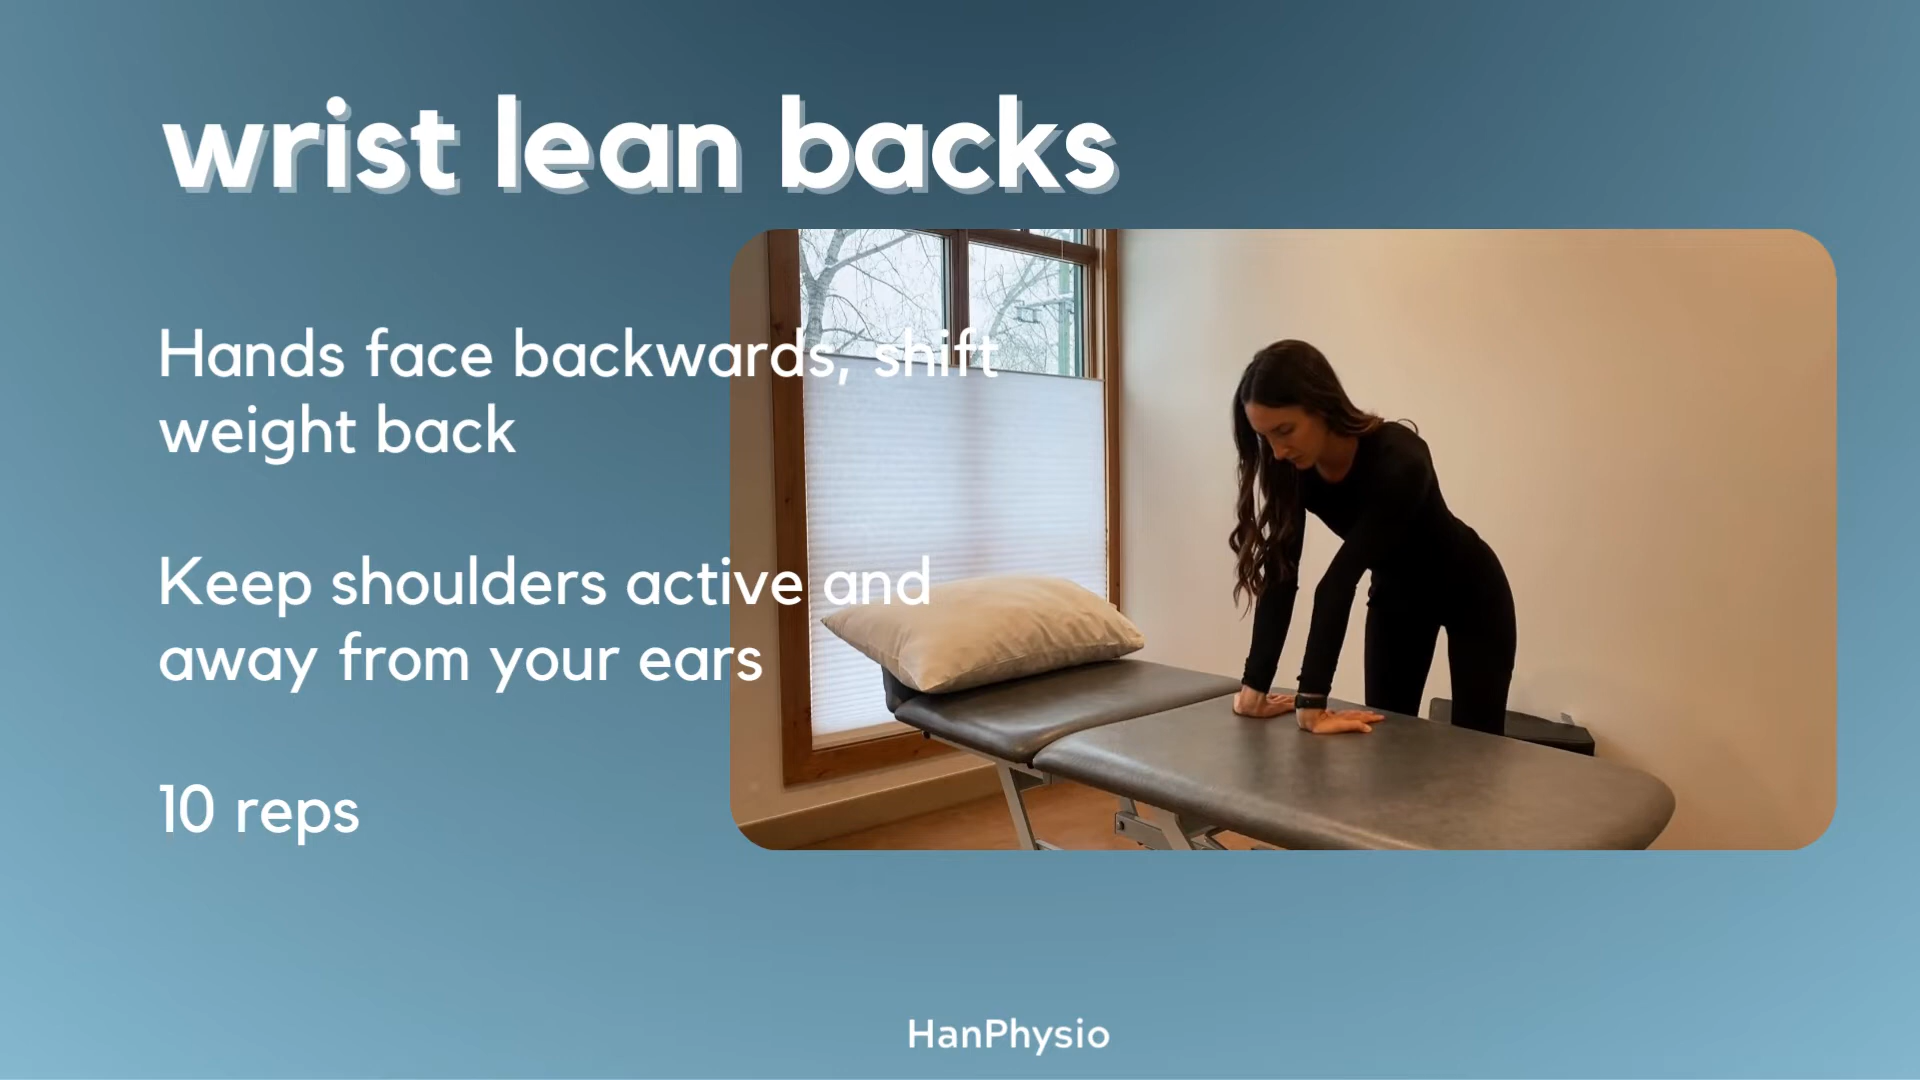 wrist lean backs
Hands face backwards, shift
weight back
Keep shoulders active and
away from your ears
10 reps
HanPhysio